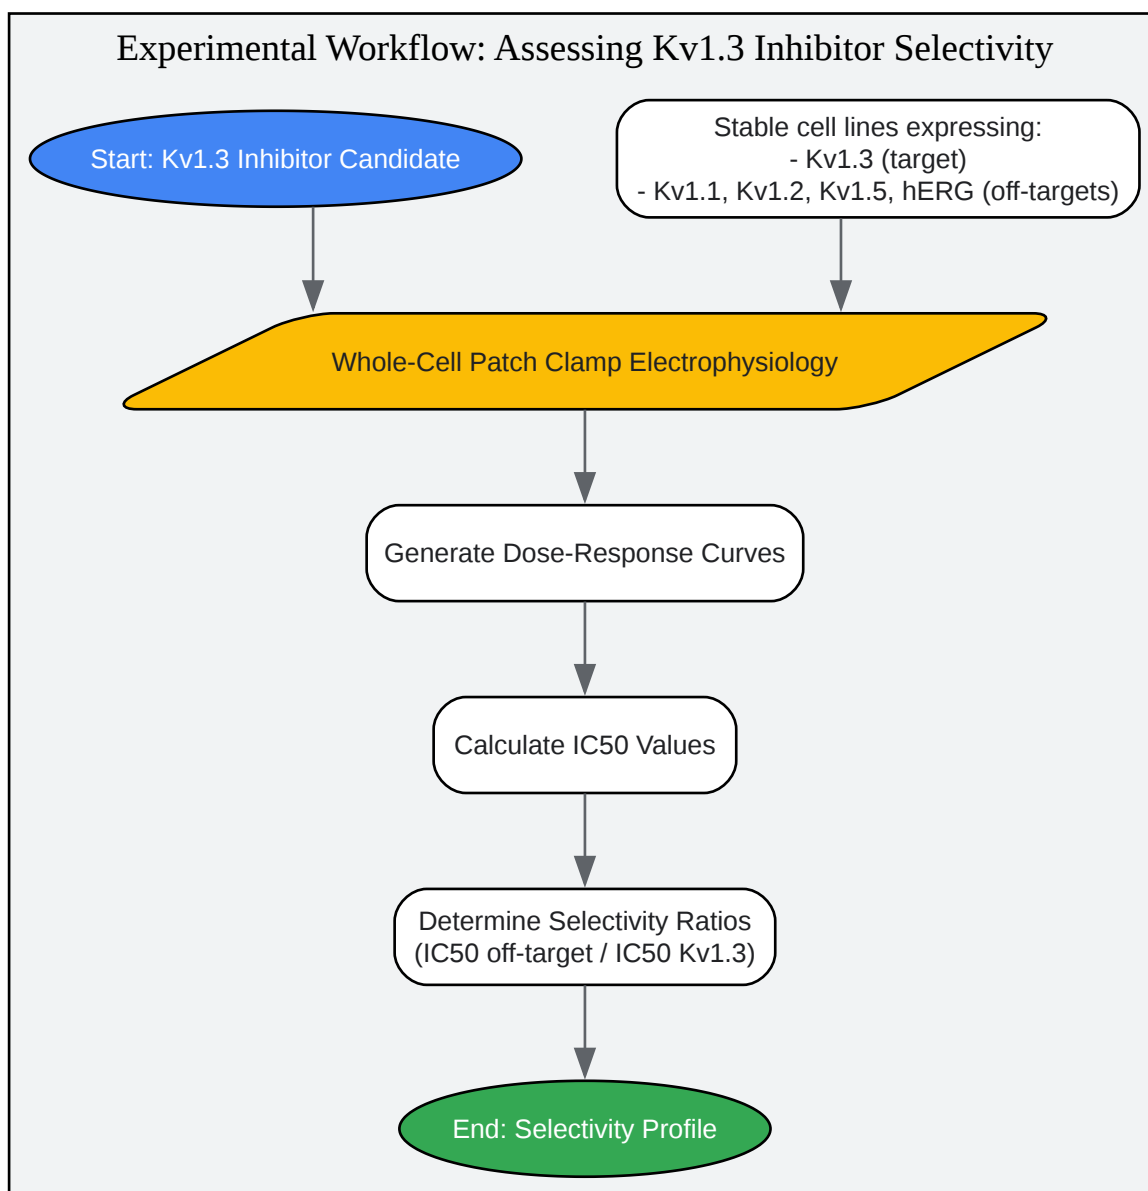 Experimental Workflow: Assessing Kv1.3 Inhibitor Selectivity
Start: Kv1.3 Inhibitor Candidate
Stable cell lines expressing:
- Kv1.3 (target)
- Kv1.1, Kv1.2, Kv1.5, hERG (off-targets)
Whole-Cell Patch Clamp Electrophysiology
Generate Dose-Response Curves
Calculate IC50 Values
Determine Selectivity Ratios
(IC50 off-target / IC50 Kv1.3)
End: Selectivity Profile